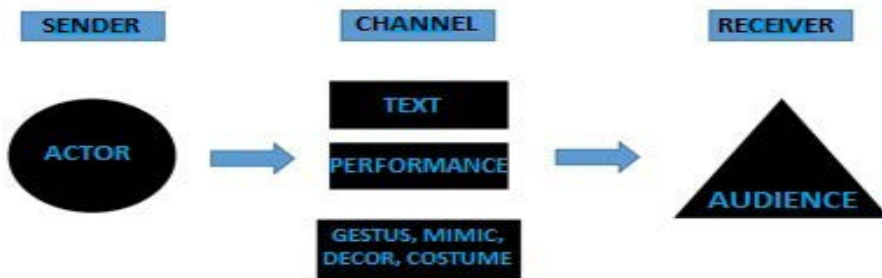 SENDER
CHANNEL
RECEIVER
ACTOR
TEXT
PERFORMANCE
GESTUS, MIMIC,
DECOR, COSTUME
AUDIENCE